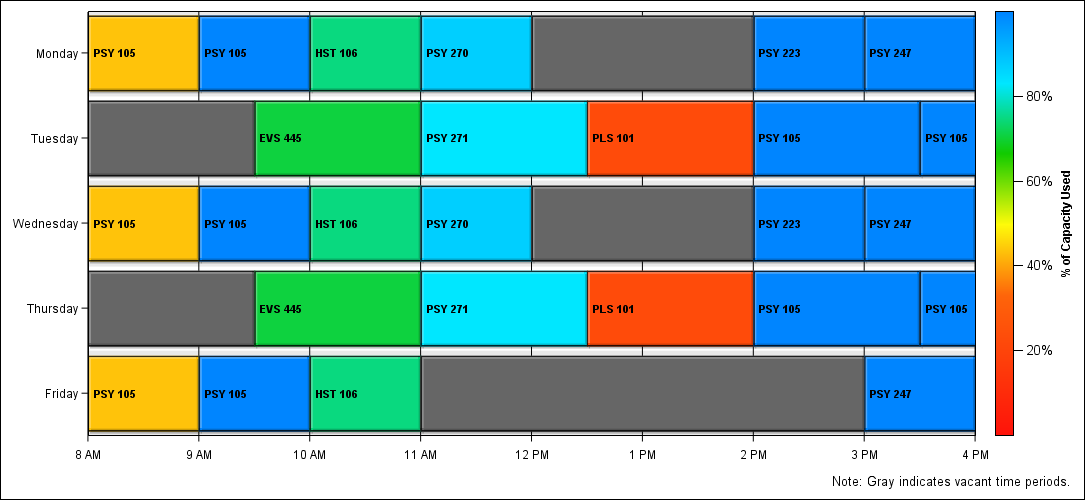 Monday PSY 105 PSY 105 HST 106 PSY 270 PSY 223 PSY 247
80%
Tuesday EVS 445 PSY 271 PLS 101 PSY 105 PSY 105
60%
Wednesday PSY 105 PSY 105 HST 106 PSY 270 PSY 223 PSY 247
% of Capacity Used
40%
Thursday EVS 445 PSY 271 PLS 101 PSY 105 PSY 105
20%
Friday PSY 105 PSY 105 HST 106 PSY 247
8 AM 9 AM 10 AM 11 AM 12 PM 1 PM 2 PM 3 PM 4 PM
Note: Gray indicates vacant time periods.